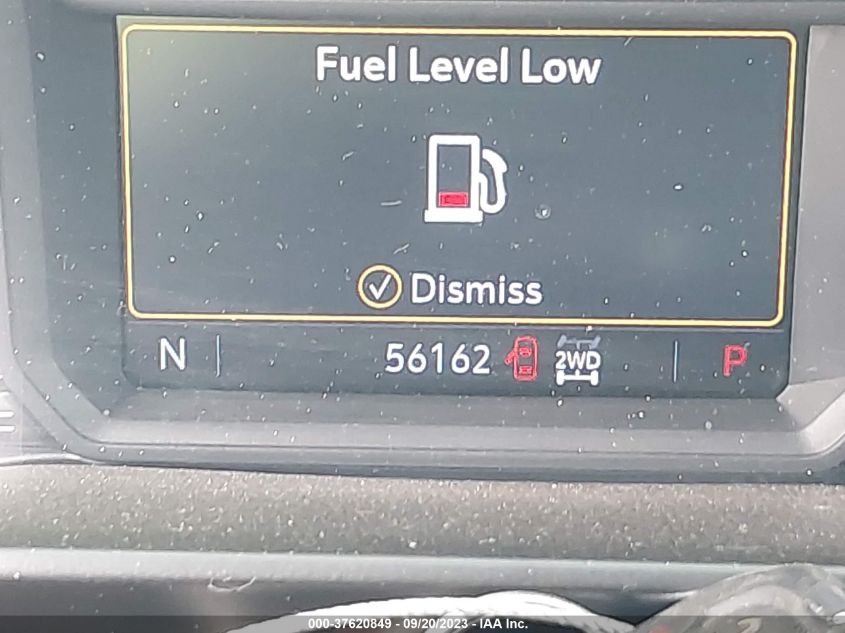 Fuel Level Low
Dismiss
N 56162 2WD P
000-37620849 - 09/20/2023 - IAA Inc.